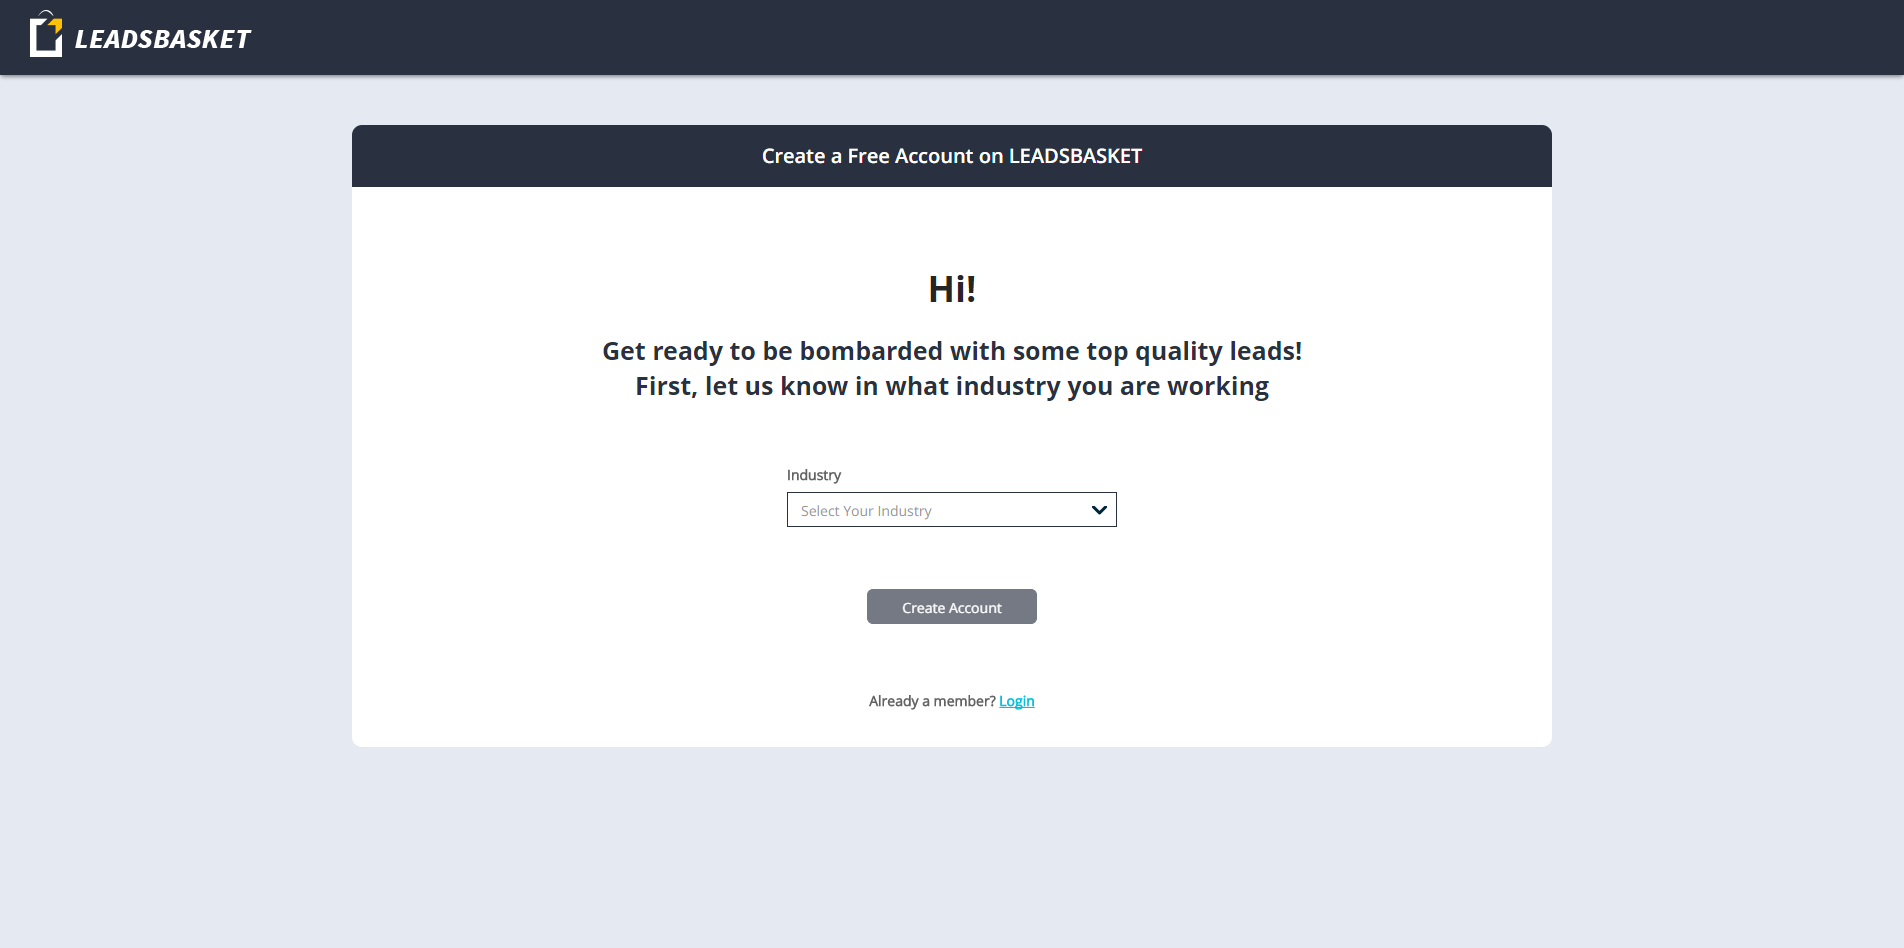 LEADSBASKET
Create a Free Account on LEADSBASKET
Hi!
Get ready to be bombarded with some top quality leads!
First, let us know in what industry you are working
Industry
Select Your Industry
Create Account
Already a member? Login